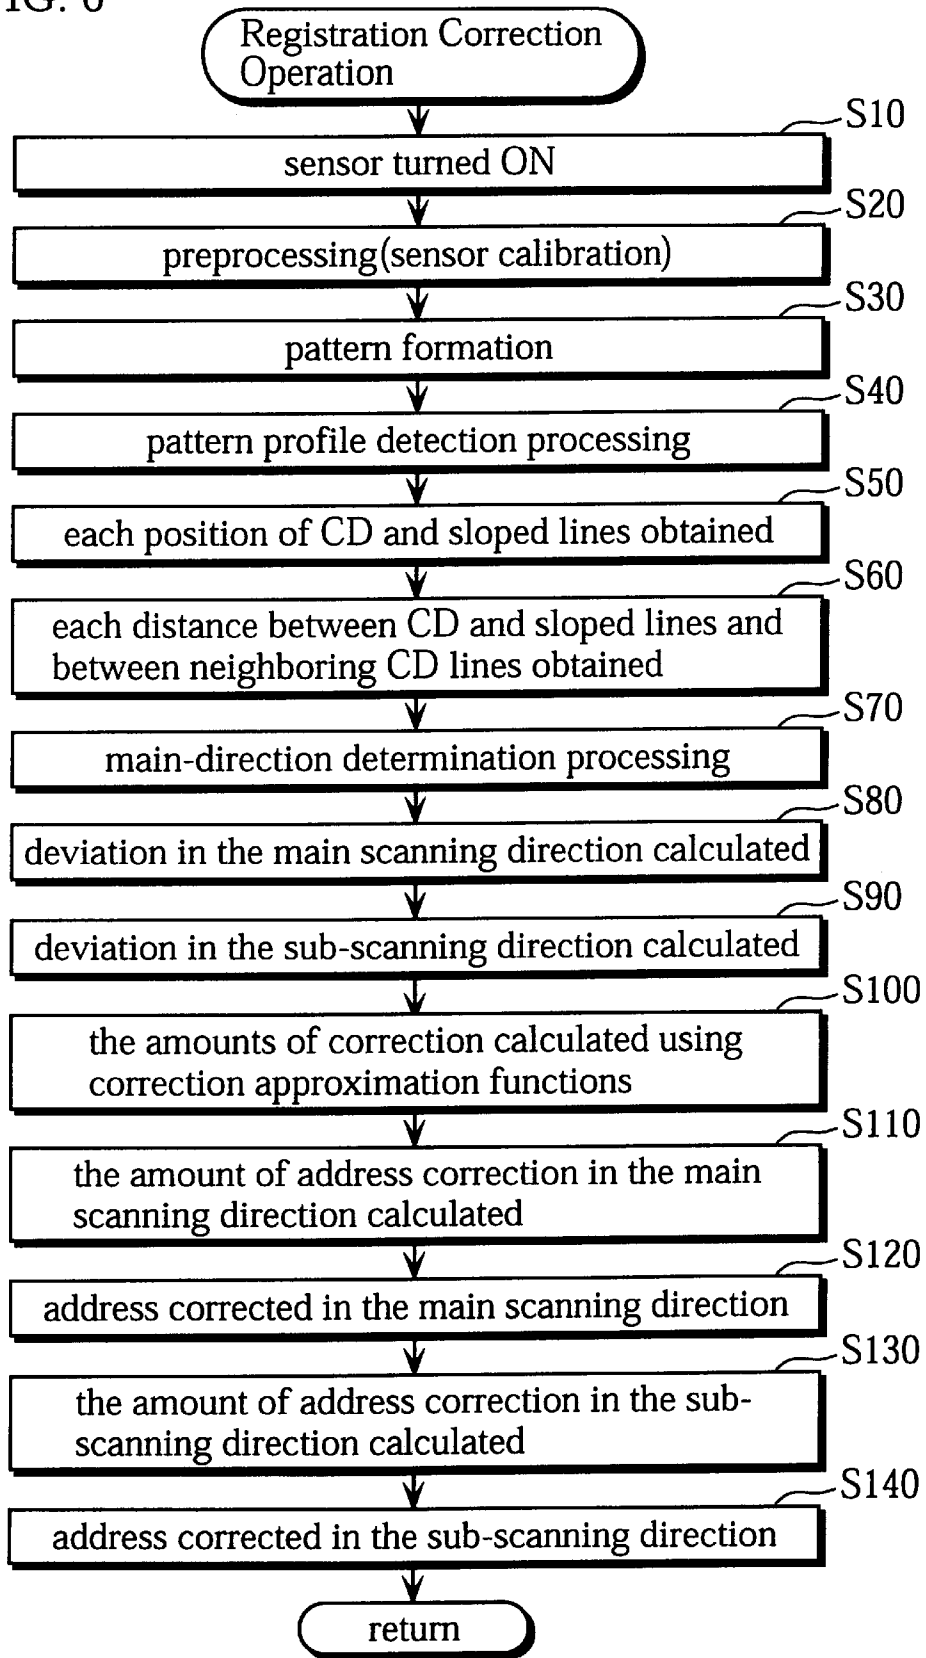 IG. 6
Registration Correction
Operation
S10
sensor turned ON
S20
preprocessing(sensor calibration)
S30
pattern formation
S40
pattern profile detection processing
S50
each position of CD and sloped lines obtained
S60
each distance between CD and sloped lines and
between neighboring CD lines obtained
S70
main-direction determination processing
S80
deviation in the main scanning direction calculated
S90
deviation in the sub-scanning direction calculated
S100
the amounts of correction calculated using
correction approximation functions
S110
the amount of address correction in the main
scanning direction calculated
S120
address corrected in the main scanning direction
S130
the amount of address correction in the sub-
scanning direction calculated
S140
address corrected in the sub-scanning direction
return